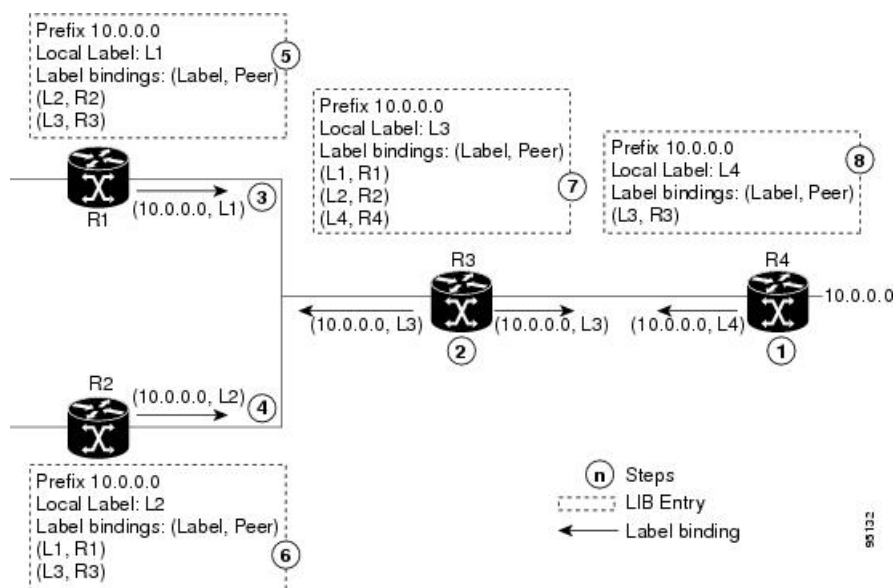 Prefix 10.0.0.0
Local Label: L1
Label bindings: (Label, Peer)
(L2, R2)
(L3, R3)
5
R1
(10.0.0.0, L1)
3
Prefix 10.0.0.0
Local Label: L3
Label bindings: (Label, Peer)
(L1, R1)
(L2, R2)
(L4, R4)
7
Prefix 10.0.0.0
Local Label: L4
Label bindings: (Label, Peer)
(L3, R3)
8
R3
(10.0.0.0, L3)
(10.0.0.0, L3)
2
R4
10.0.0.0
(10.0.0.0, L4)
1
R2
(10.0.0.0, L2)
4
Prefix 10.0.0.0
Local Label: L2
Label bindings: (Label, Peer)
(L1, R1)
(L3, R3)
6
n Steps
LIB Entry
Label binding
95132